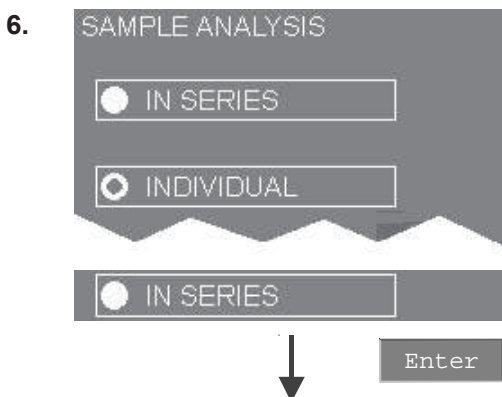 6.
SAMPLE ANALYSIS
IN SERIES
INDIVIDUAL
IN SERIES
Enter